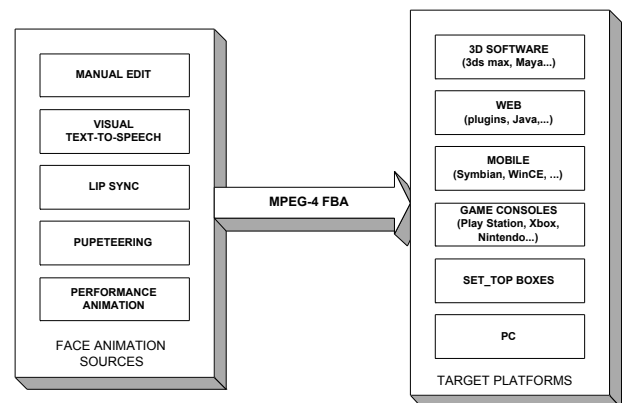 MANUAL EDIT
VISUAL
TEXT-TO-SPEECH
LIP SYNC
PUPETEERING
PERFORMANCE
ANIMATION
FACE ANIMATION
SOURCES
MPEG-4 FBA
3D SOFTWARE
(3ds max, Maya...)
WEB
(plugins, Java,...)
MOBILE
(Symbian, WinCE, ...)
GAME CONSOLES
(Play Station, Xbox,
Nintendo...)
SET_TOP BOXES
PC
TARGET PLATFORMS